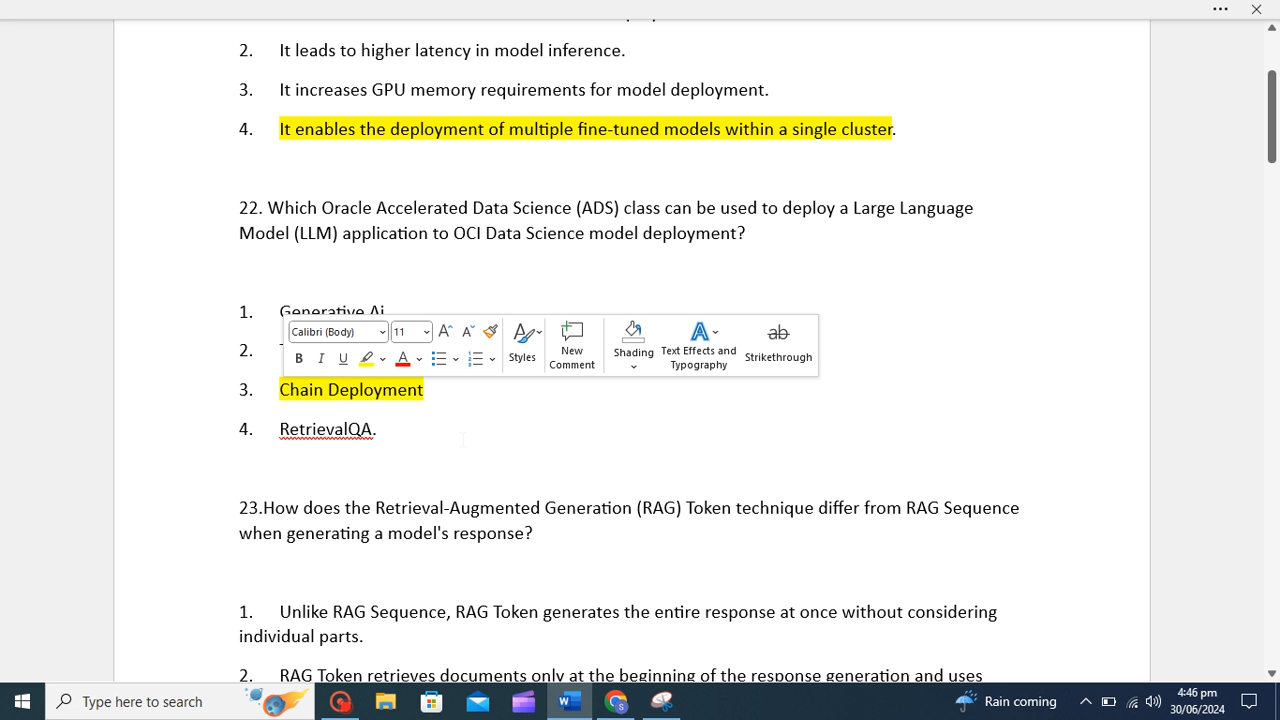 2. It leads to higher latency in model inference.
3. It increases GPU memory requirements for model deployment.
4. It enables the deployment of multiple fine-tuned models within a single cluster.
22. Which Oracle Accelerated Data Science (ADS) class can be used to deploy a Large Language
Model (LLM) application to OCI Data Science model deployment?
1. Generative Ai
Calibri (Body) 11 A A Styles New Comment Shading Text Effects and Typography ab Strikethrough
2.
B I U A
3. Chain Deployment
4. RetrievalQA.
23.How does the Retrieval-Augmented Generation (RAG) Token technique differ from RAG Sequence
when generating a model's response?
1. Unlike RAG Sequence, RAG Token generates the entire response at once without considering
individual parts.
2. RAG Token retrieves documents only at the beginning of the response generation and uses
Type here to search
Rain coming
4:46 pm
30/06/2024